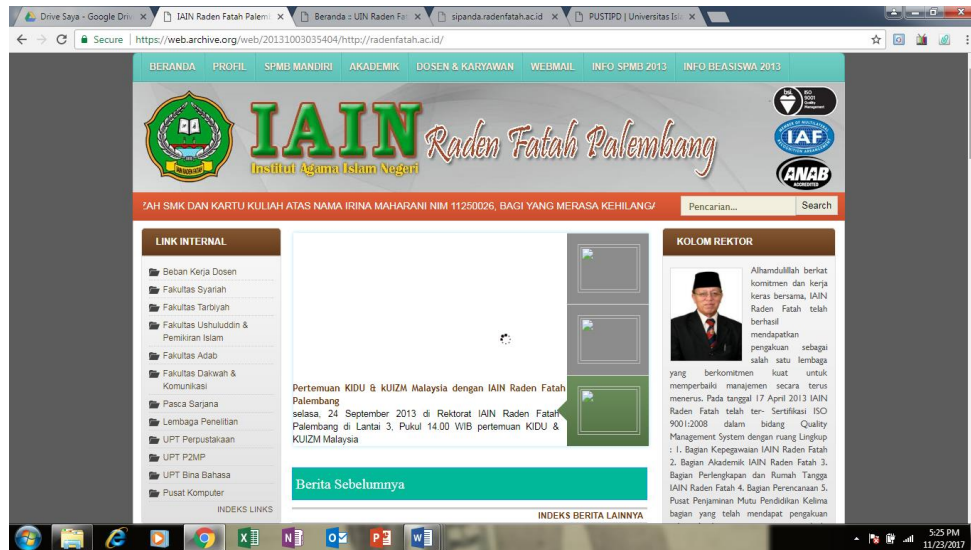 Drive Saya - Google Driv
IAIN Raden Fatah Palem
Beranda :: UIN Raden Fa
sipanda.radenfatah.ac.id
PUSTIPD | Universitas Isl
Secure https://web.archive.org/web/20131003035404/http://radenfatah.ac.id/
BERANDA PROFIL SPMB MANDIRI AKADEMIK DOSEN & KARYAWAN WEBMAIL INFO SPMB 2013 INFO BEASISWA 2013
IAIN Raden Fatah Palembang
Institut Agama Islam Negeri
bsi. ISO 9001
IAF
ANAB
ACCREDITED
ZAH SMK DAN KARTU KULIAH ATAS NAMA IRINA MAHARANI NIM 11250026, BAGI YANG MERASA KEHILANGA
Pencarian... Search
LINK INTERNAL
Beban Kerja Dosen
Fakultas Syariah
Fakultas Tarbiyah
Fakultas Ushuluddin &
Pemikiran Islam
Fakultas Adab
Fakultas Dakwah &
Komunikasi
Pasca Sarjana
Lembaga Penelitian
UPT Perpustakaan
UPT P2MP
UPT Bina Bahasa
Pusat Komputer
INDEKS LINKS
Pertemuan KIDU & kUIZM Malaysia dengan IAIN Raden Fatah
Palembang
selasa, 24 September 2013 di Rektorat IAIN Raden Fatah
Palembang di Lantai 3, Pukul 14.00 WIB pertemuan KIDU &
KUIZM Malaysia
Berita Sebelumnya
INDEKS BERITA LAINNYA
KOLOM REKTOR
Alhamdulillah berkat
komitmen dan kerja
keras bersama, IAIN
Raden Fatah telah
berhasil
mendapatkan
pengakuan sebagai
salah satu lembaga
yang berkomitmen kuat untuk
memperbaiki manajemen secara terus
menerus. Pada tanggal 17 April 2013 IAIN
Raden Fatah telah ter- Sertifikasi ISO
9001:2008 dalam bidang Quality
Management System dengan ruang Lingkup
: 1. Bagian Kepegawaian IAIN Raden Fatah
2. Bagian Akademik IAIN Raden Fatah 3.
Bagian Perlengkapan dan Rumah Tangga
IAIN Raden Fatah 4. Bagian Perencanaan 5.
Pusat Penjaminan Mutu Pendidikan Kelima
bagian yang telah mendapat pengakuan
5:25 PM
11/23/2017